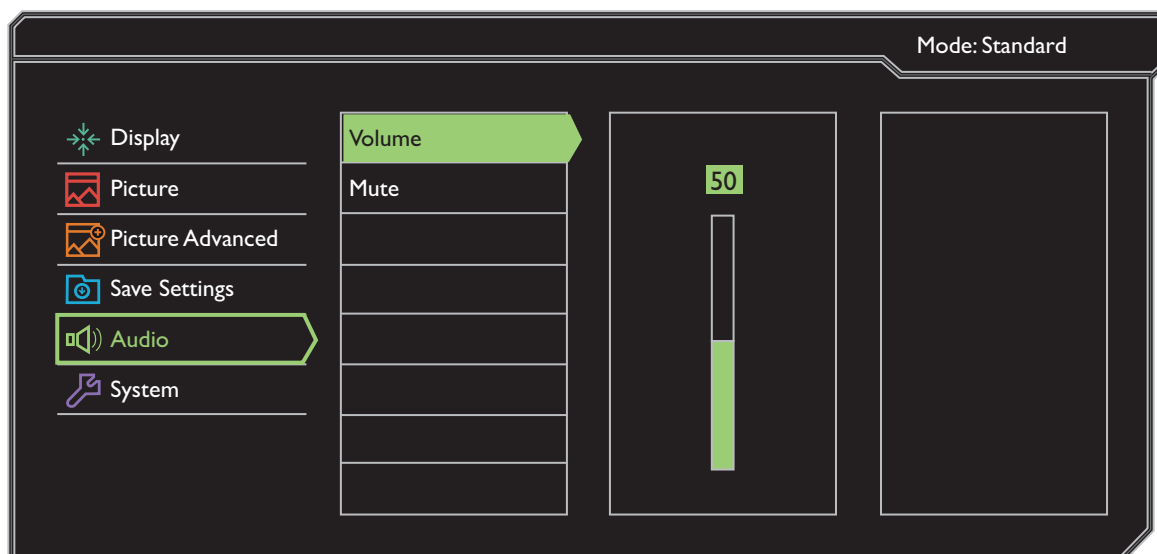 Mode: Standard
Display
Picture
Picture Advanced
Save Settings
Audio
System
Volume
Mute
50